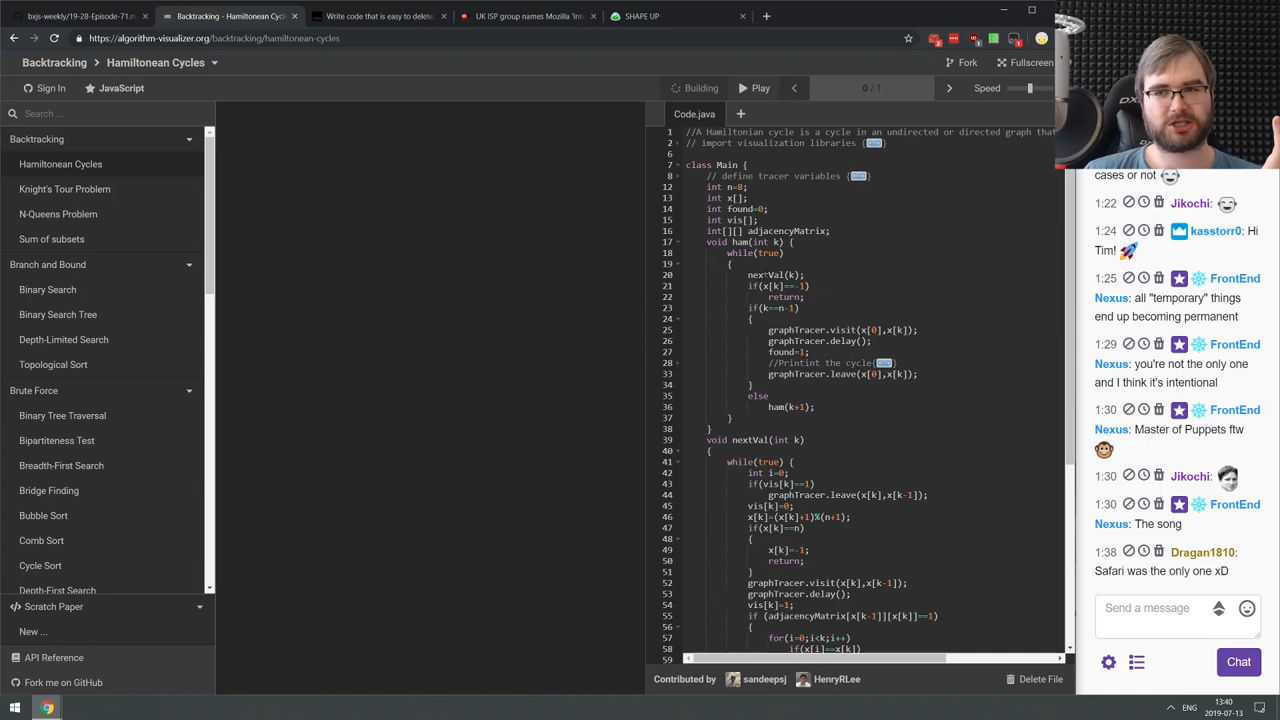 bxjs-weekly/19-28-Episode-71.m
Backtracking - Hamiltonean Cycl
Write code that is easy to delete,
UK ISP group names Mozilla 'Inte
SHAPE UP
https://algorithm-visualizer.org/backtracking/hamiltonean-cycles
Backtracking > Hamiltonean Cycles
Fork
Fullscreen
Sign In
JavaScript
Building
Play
0 / 1
Speed
Search ...
Backtracking
Hamiltonean Cycles
Knight's Tour Problem
N-Queens Problem
Sum of subsets
Branch and Bound
Binary Search
Binary Search Tree
Depth-Limited Search
Topological Sort
Brute Force
Binary Tree Traversal
Bipartiteness Test
Breadth-First Search
Bridge Finding
Bubble Sort
Comb Sort
Cycle Sort
Depth-First Search
</> Scratch Paper
New ...
API Reference
Fork me on GitHub
Code.java
1 //A Hamiltonian cycle is a cycle in an undirected or directed graph that
2 // import visualization libraries {
6
7 class Main {
8 // define tracer variables {
12 int n=8;
13 int x[];
14 int found=0;
15 int vis[];
16 int[][] adjacencyMatrix;
17 void ham(int k) {
18 while(true)
19 {
20 nextVal(k);
21 if(x[k]==-1)
22 return;
23 if(k==n-1)
24 {
25 graphTracer.visit(x[0],x[k]);
26 graphTracer.delay();
27 found=1;
28 //Printint the cycle{
33 graphTracer.leave(x[0],x[k]);
34 }
35 else
36 ham(k+1);
37 }
38 }
39 void nextVal(int k)
40 {
41 while(true) {
42 int i=0;
43 if(vis[k]==1)
44 graphTracer.leave(x[k],x[k-1]);
45 vis[k]=0;
46 x[k]=(x[k]+1)%(n+1);
47 if(x[k]==n)
48 {
49 x[k]=-1;
50 return;
51 }
52 graphTracer.visit(x[k],x[k-1]);
53 graphTracer.delay();
54 vis[k]=1;
55 if (adjacencyMatrix[x[k-1]][x[k]]==1)
56 {
57 for(i=0;i<k;i++)
58 if(x[i]==x[k])
59
Contributed by
sandeepsj
HenryRLee
Delete File
cases or not
1:22 Jikochi:
1:24 kasstorr0: Hi
Tim!
1:25 FrontEnd
Nexus: all "temporary" things
end up becoming permanent
1:29 FrontEnd
Nexus: you're not the only one
and I think it's intentional
1:30 FrontEnd
Nexus: Master of Puppets ftw
1:30 Jikochi:
1:30 FrontEnd
Nexus: The song
1:38 Dragan1810:
Safari was the only one xD
Send a message
Chat
ENG
13:40
2019-07-13